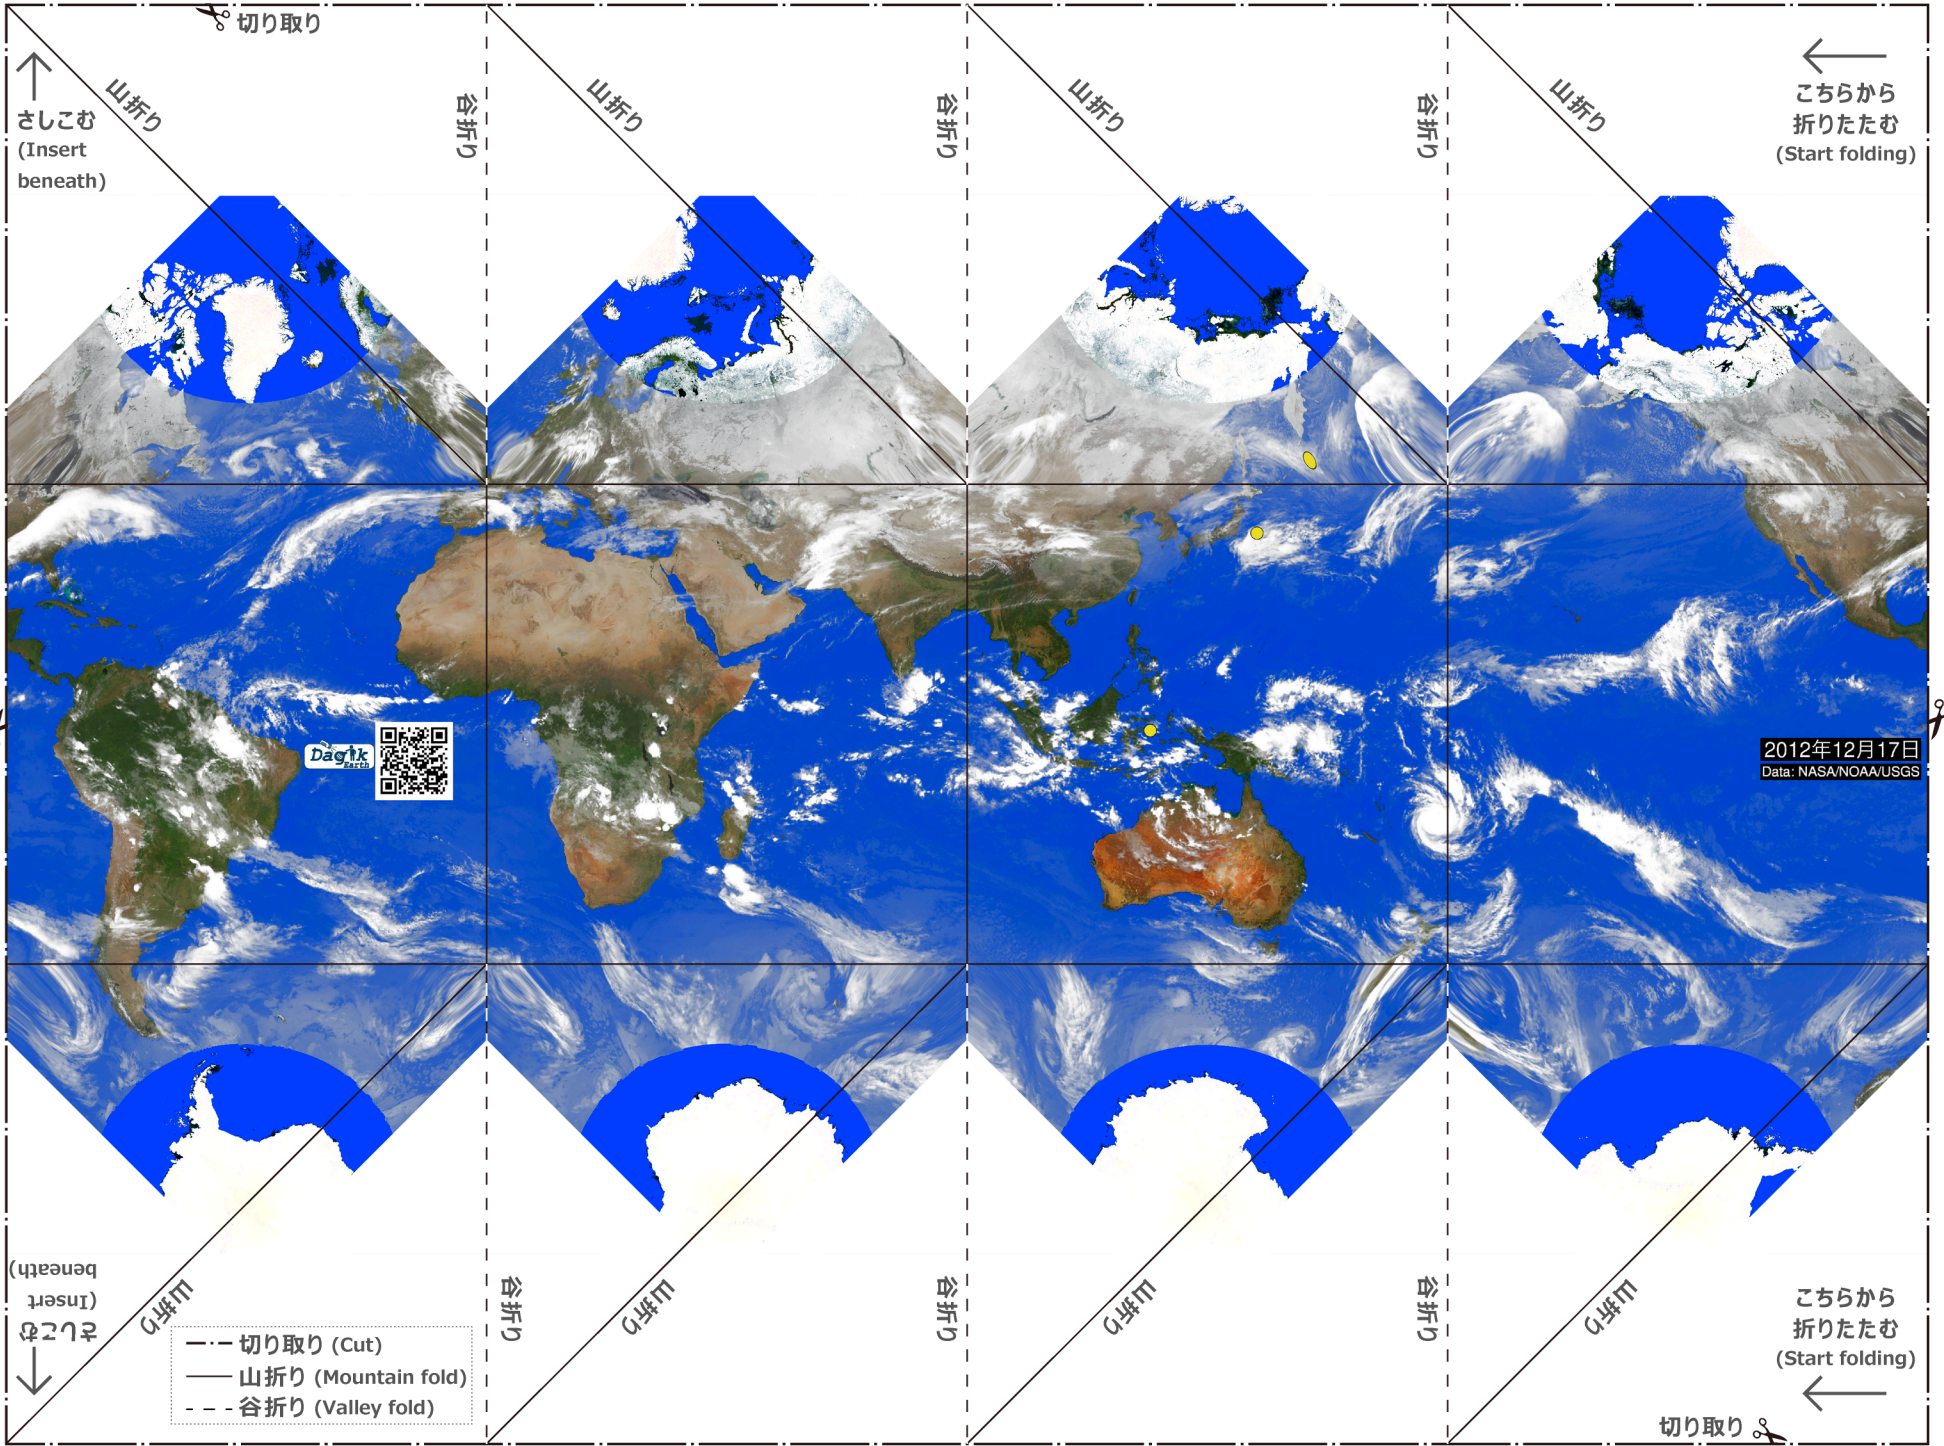 切り取り
さしこむ
(Insert
beneath)
山折り
谷折り
山折り
谷折り
山折り
谷折り
山折り
こちらから
折りたたむ
(Start folding)
Dagik
Earth
2012年12月17日
Data: NASA/NOAA/USGS
さしこむ
(Insert
beneath)
山折り
谷折り
山折り
谷折り
山折り
谷折り
山折り
こちらから
折りたたむ
(Start folding)
切り取り (Cut)
山折り (Mountain fold)
谷折り (Valley fold)
切り取り